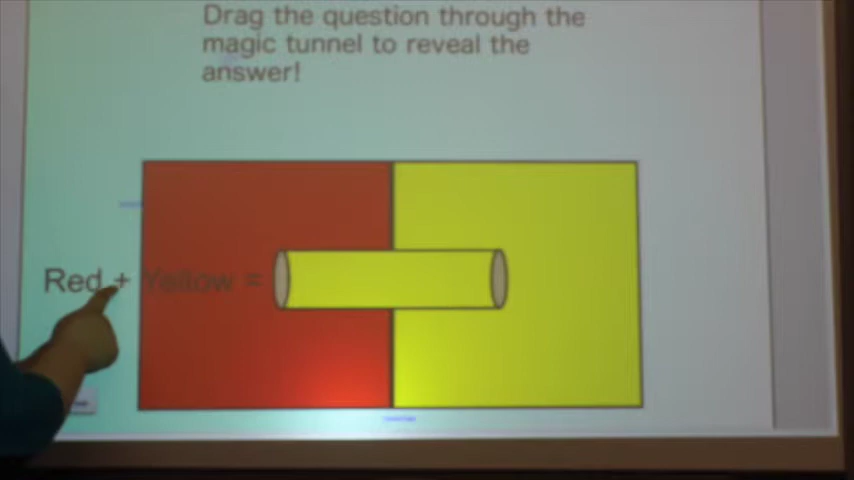 Drag the question through the
magic tunnel to reveal the
answer!
Red + Yellow =